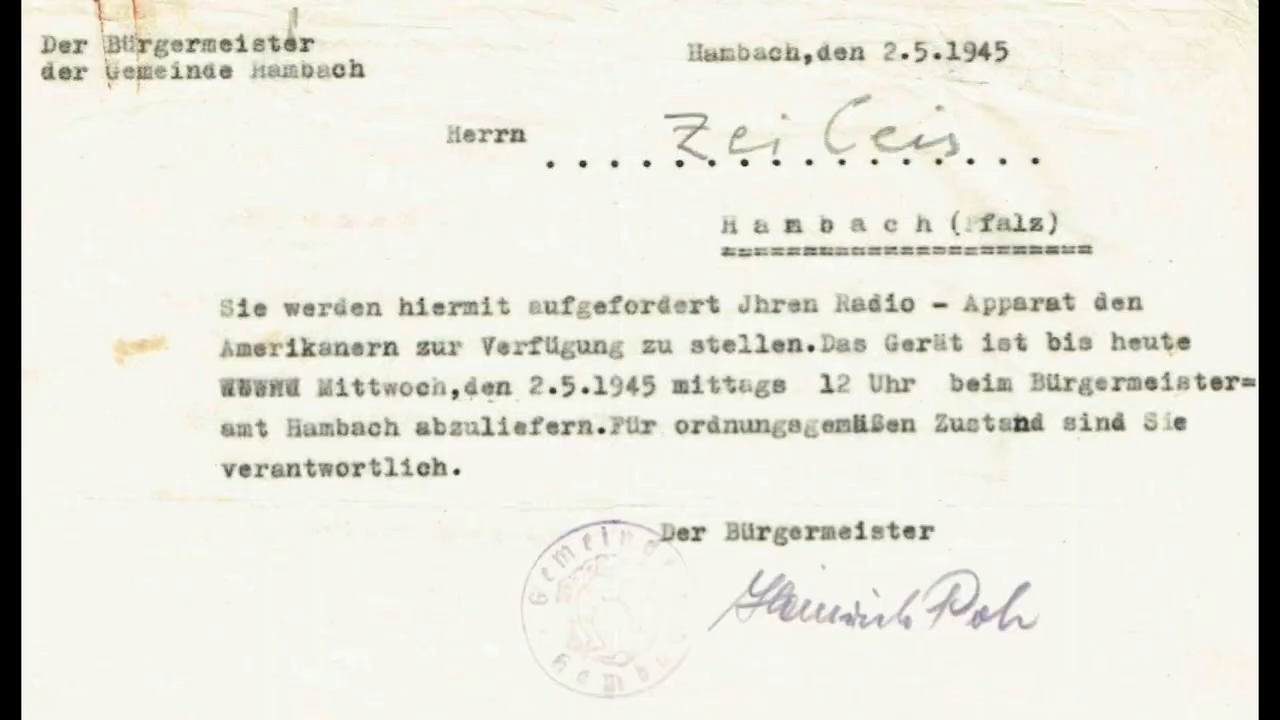 Der Bürgermeister
der Gemeinde Hambach
Hambach,den 2.5.1945
Herrn
Hambach (Pfalz)
Sie werden hiermit aufgefordert Jhren Radio - Apparat den
Amerikanern zur Verfügung zu stellen.Das Gerät ist bis heute
Mittwoch,den 2.5.1945 mittags 12 Uhr beim Bürgermeister=
amt Hambach abzuliefern.Für ordnungsgemäßen Zustand sind Sie
verantwortlich.
Der Bürgermeister
Gemeinde
Heinrich